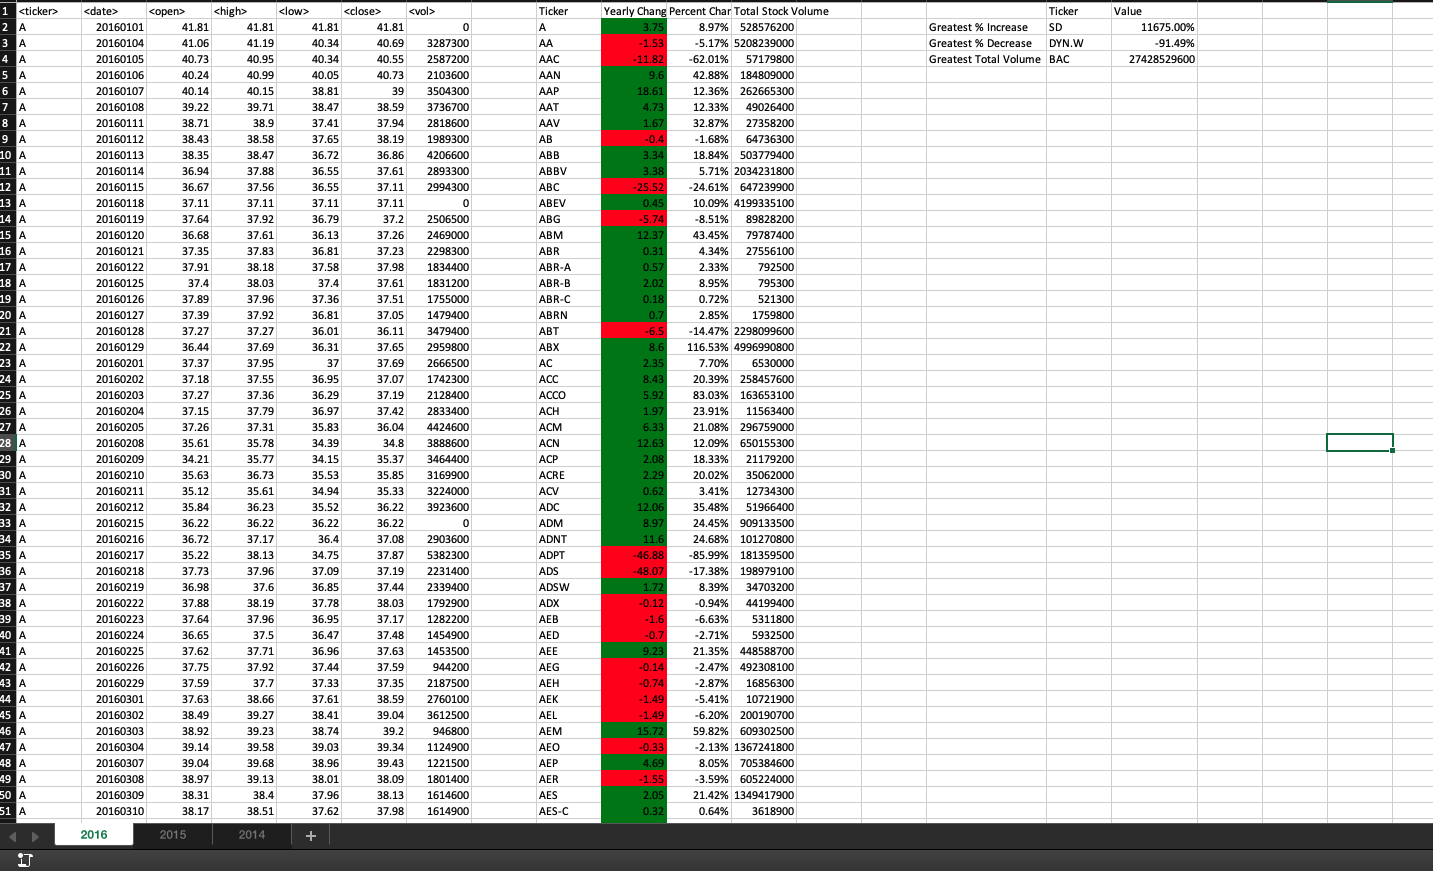 1 <ticker> <date> <open> <high> <low> <close> <vol> Ticker Yearly Chang Percent Char Total Stock Volume Ticker Value
2 A 20160101 41.81 41.81 41.81 41.81 0 A 3.75 8.97% 528576200 Greatest % Increase SD 11675.00%
3 A 20160104 41.06 41.19 40.34 40.69 3287300 AA -1.53 -5.17% 5208239000 Greatest % Decrease DYN.W -91.49%
4 A 20160105 40.73 40.95 40.34 40.55 2587200 AAC -11.82 -62.01% 57179800 Greatest Total Volume BAC 27428529600
5 A 20160106 40.24 40.99 40.05 40.73 2103600 AAN 9.6 42.88% 184809000
6 A 20160107 40.14 40.15 38.81 39 3504300 AAP 18.61 12.36% 262665300
7 A 20160108 39.22 39.71 38.47 38.59 3736700 AAT 4.73 12.33% 49026400
8 A 20160111 38.71 38.9 37.41 37.94 2818600 AAV 1.67 32.87% 27358200
9 A 20160112 38.43 38.58 37.65 38.19 1989300 AB -0.4 -1.68% 64736300
10 A 20160113 38.35 38.47 36.72 36.86 4206600 ABB 3.34 18.84% 503779400
11 A 20160114 36.94 37.88 36.55 37.61 2893300 ABBV 3.38 5.71% 2034231800
12 A 20160115 36.67 37.56 36.55 37.11 2994300 ABC -25.52 -24.61% 647239900
13 A 20160118 37.11 37.11 37.11 37.11 0 ABEV 0.45 10.09% 4199335100
14 A 20160119 37.64 37.92 36.79 37.2 2506500 ABG -5.74 -8.51% 89828200
15 A 20160120 36.68 37.61 36.13 37.26 2469000 ABM 12.37 43.45% 79787400
16 A 20160121 37.35 37.83 36.81 37.23 2298300 ABR 0.31 4.34% 27556100
17 A 20160122 37.91 38.18 37.58 37.98 1834400 ABR-A 0.57 2.33% 792500
18 A 20160125 37.4 38.03 37.4 37.61 1831200 ABR-B 2.02 8.95% 795300
19 A 20160126 37.89 37.96 37.36 37.51 1755000 ABR-C 0.18 0.72% 521300
20 A 20160127 37.39 37.92 36.81 37.05 1479400 ABRN 0.7 2.85% 1759800
21 A 20160128 37.27 37.27 36.01 36.11 3479400 ABT -6.5 -14.47% 2298099600
22 A 20160129 36.44 37.69 36.31 37.65 2959800 ABX 8.6 116.53% 4996990800
23 A 20160201 37.37 37.95 37 37.69 2666500 AC 2.35 7.70% 6530000
24 A 20160202 37.18 37.55 36.95 37.07 1742300 ACC 8.43 20.39% 258457600
25 A 20160203 37.27 37.36 36.29 37.19 2128400 ACCO 5.92 83.03% 163653100
26 A 20160204 37.15 37.79 36.97 37.42 2833400 ACH 1.97 23.91% 11563400
27 A 20160205 37.26 37.31 35.83 36.04 4424600 ACM 6.33 21.08% 296759000
28 A 20160208 35.61 35.78 34.39 34.8 3888600 ACN 12.63 12.09% 650155300
29 A 20160209 34.21 35.77 34.15 35.37 3464400 ACP 2.08 18.33% 21179200
30 A 20160210 35.63 36.73 35.53 35.85 3169900 ACRE 2.29 20.02% 35062000
31 A 20160211 35.12 35.61 34.94 35.33 3224000 ACV 0.62 3.41% 12734300
32 A 20160212 35.84 36.23 35.52 36.22 3923600 ADC 12.06 35.48% 51966400
33 A 20160215 36.22 36.22 36.22 36.22 0 ADM 8.97 24.45% 909133500
34 A 20160216 36.72 37.17 36.4 37.08 2903600 ADNT 11.6 24.68% 101270800
35 A 20160217 35.22 38.13 34.75 37.87 5382300 ADPT -46.88 -85.99% 181359500
36 A 20160218 37.73 37.96 37.09 37.19 2231400 ADS -48.07 -17.38% 198979100
37 A 20160219 36.98 37.6 36.85 37.44 2339400 ADSW 1.72 8.39% 34703200
38 A 20160222 37.88 38.19 37.78 38.03 1792900 ADX -0.12 -0.94% 44199400
39 A 20160223 37.64 37.96 36.95 37.17 1282200 AEB -1.6 -6.63% 5311800
40 A 20160224 36.65 37.5 36.47 37.48 1454900 AED -0.7 -2.71% 5932500
41 A 20160225 37.62 37.71 36.96 37.63 1453500 AEE 9.23 21.35% 448588700
42 A 20160226 37.75 37.92 37.44 37.59 944200 AEG -0.14 -2.47% 492308100
43 A 20160229 37.59 37.7 37.33 37.35 2187500 AEH -0.74 -2.87% 16856300
44 A 20160301 37.63 38.66 37.61 38.59 2760100 AEK -1.49 -5.41% 10721900
45 A 20160302 38.49 39.27 38.41 39.04 3612500 AEL -1.49 -6.20% 200190700
46 A 20160303 38.92 39.23 38.74 39.2 946800 AEM 15.72 59.82% 609302500
47 A 20160304 39.14 39.58 39.03 39.34 1124900 AEO -0.33 -2.13% 1367241800
48 A 20160307 39.04 39.68 38.96 39.43 1221500 AEP 4.69 8.05% 705384600
49 A 20160308 38.97 39.13 38.01 38.09 1801400 AER -1.55 -3.59% 605224000
50 A 20160309 38.31 38.4 37.96 38.13 1614600 AES 2.05 21.42% 1349417900
51 A 20160310 38.17 38.51 37.62 37.98 1614900 AES-C 0.32 0.64% 3618900
2016 2015 2014 +